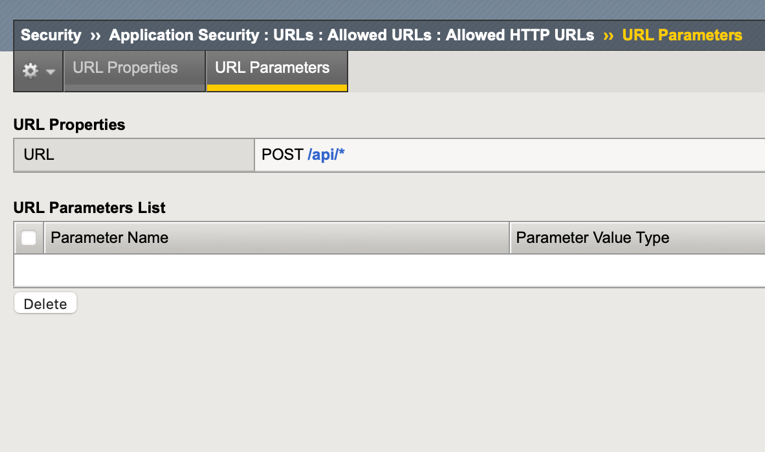 Security ›› Application Security : URLs : Allowed URLs : Allowed HTTP URLs ›› URL Parameters
URL Properties URL Parameters
URL Properties
URL POST /api/*
URL Parameters List
Parameter Name Parameter Value Type
Delete